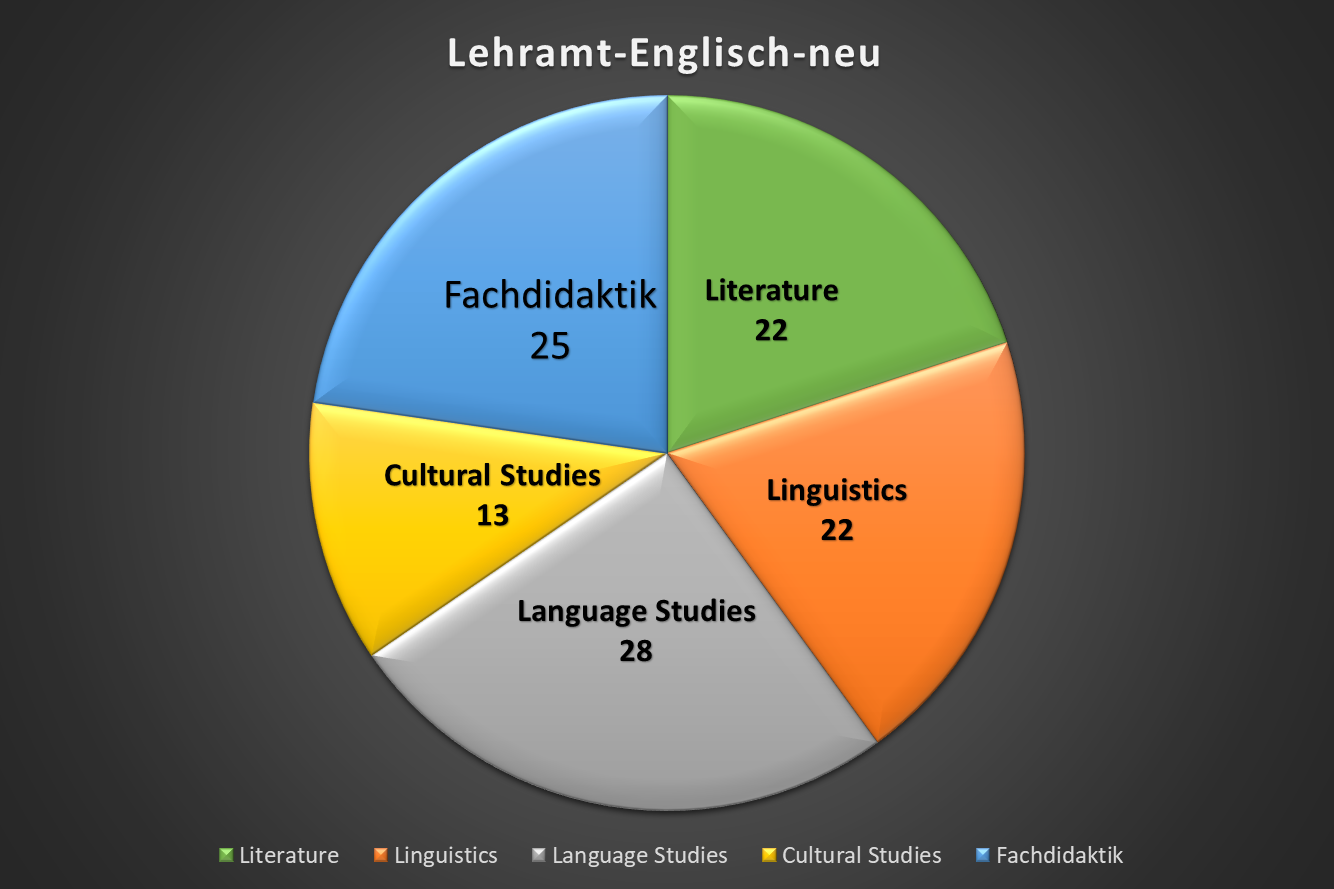 Lehramt-Englisch-neu
Fachdidaktik
25
Literature
22
Cultural Studies
13
Linguistics
22
Language Studies
28
Literature
Linguistics
Language Studies
Cultural Studies
Fachdidaktik